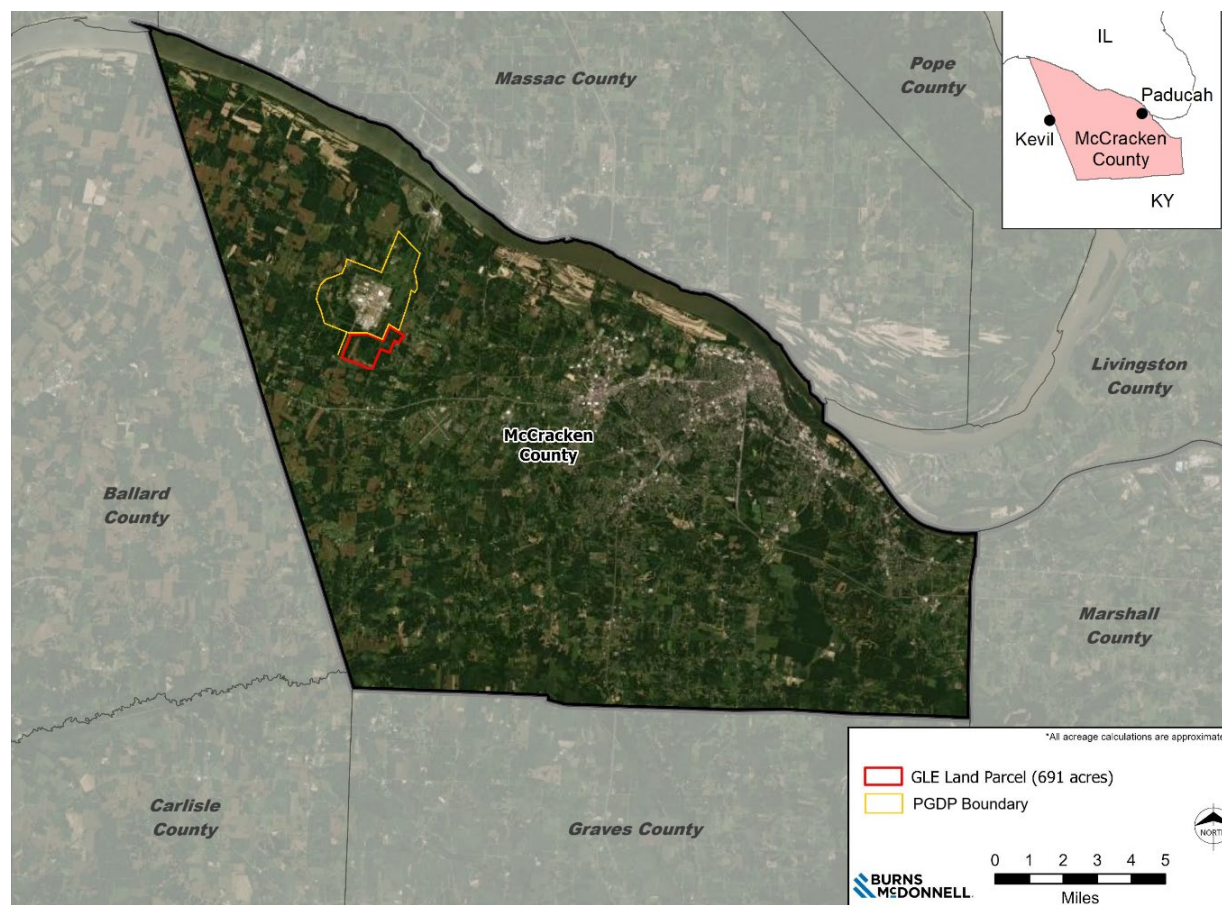 IL
Paducah
Kevil
McCracken
County
KY
Massac County
Pope
County
Livingston
County
McCracken
County
Ballard
County
Marshall
County
Carlisle
County
Graves County
*All acreage calculations are approximate
GLE Land Parcel (691 acres)
PGDP Boundary
NORTH
0 1 2 3 4 5
Miles
BURNS
McDONNELL